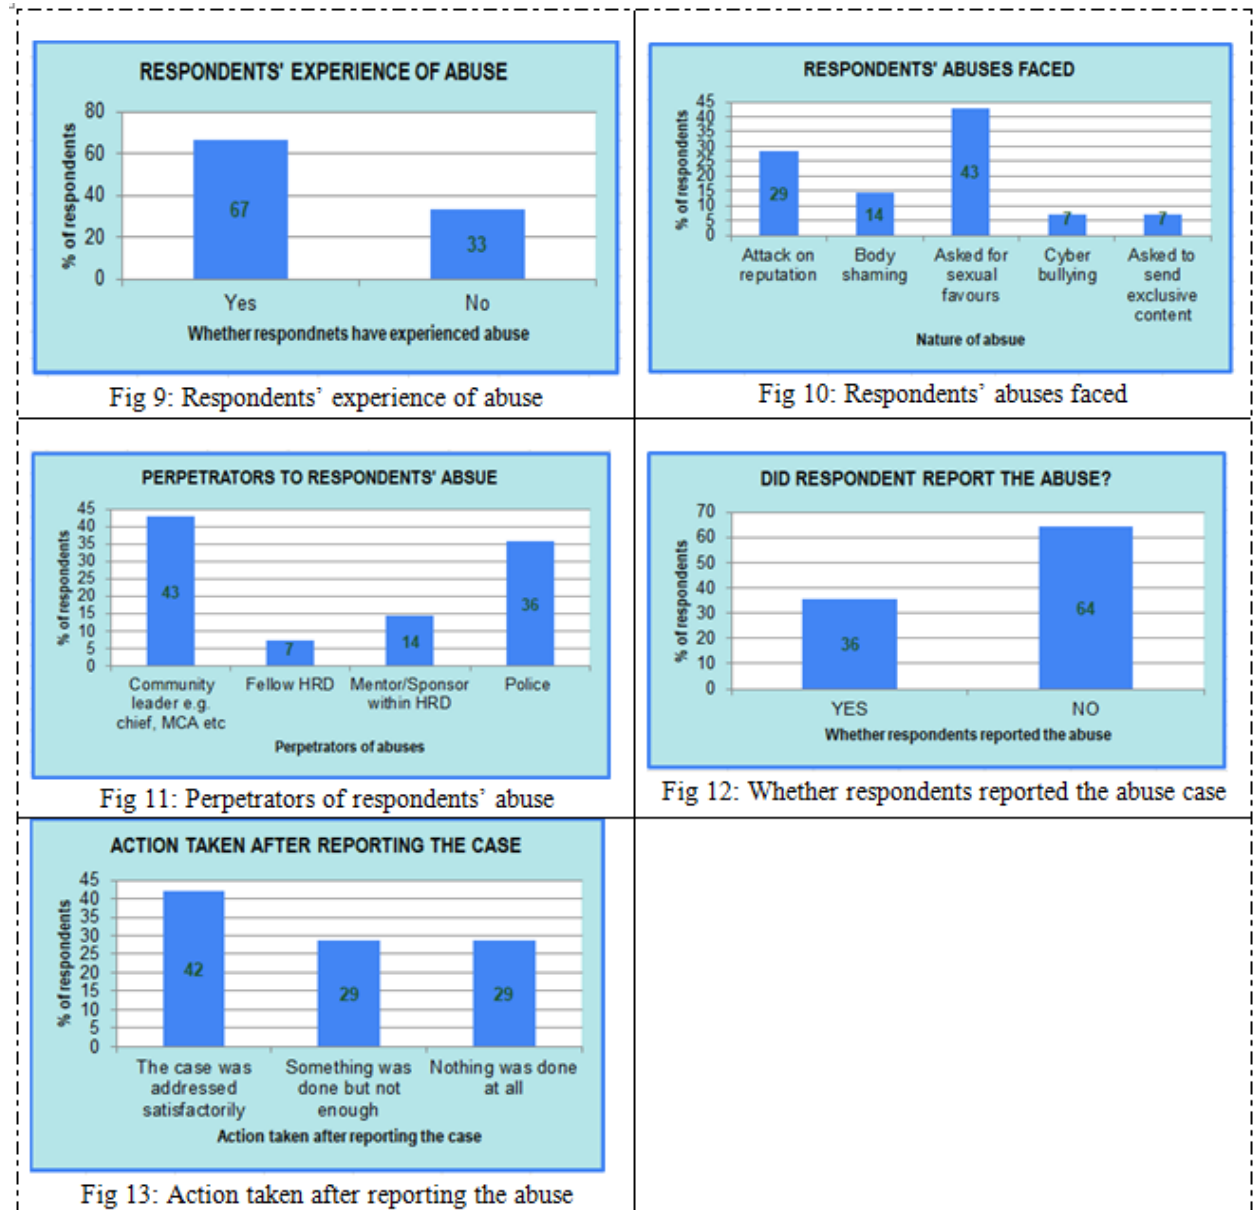 RESPONDENTS' EXPERIENCE OF ABUSE
% of respondents
80
60
40
20
0
67
33
Yes
No
Whether respondnets have experienced abuse
Fig 9: Respondents' experience of abuse
RESPONDENTS' ABUSES FACED
% of respondents
45
40
35
30
25
20
15
10
5
0
29
14
43
7
7
Attack on
reputation
Body
shaming
Asked for
sexual
favours
Cyber
bullying
Asked to
send
exclusive
content
Nature of absue
Fig 10: Respondents' abuses faced
PERPETRATORS TO RESPONDENTS' ABSUE
% of respondents
45
40
35
30
25
20
15
10
5
0
43
7
14
36
Community
leader e.g.
chief, MCA etc
Fellow HRD
Mentor/Sponsor
within HRD
Police
Perpetrators of abuses
Fig 11: Perpetrators of respondents' abuse
DID RESPONDENT REPORT THE ABUSE?
% of respondents
70
60
50
40
30
20
10
0
36
64
YES
NO
Whether respondents reported the abuse
Fig 12: Whether respondents reported the abuse case
ACTION TAKEN AFTER REPORTING THE CASE
% of respondents
45
40
35
30
25
20
15
10
5
0
42
29
29
The case was
addressed
satisfactorily
Something was
done but not
enough
Nothing was done
at all
Action taken after reporting the case
Fig 13: Action taken after reporting the abuse